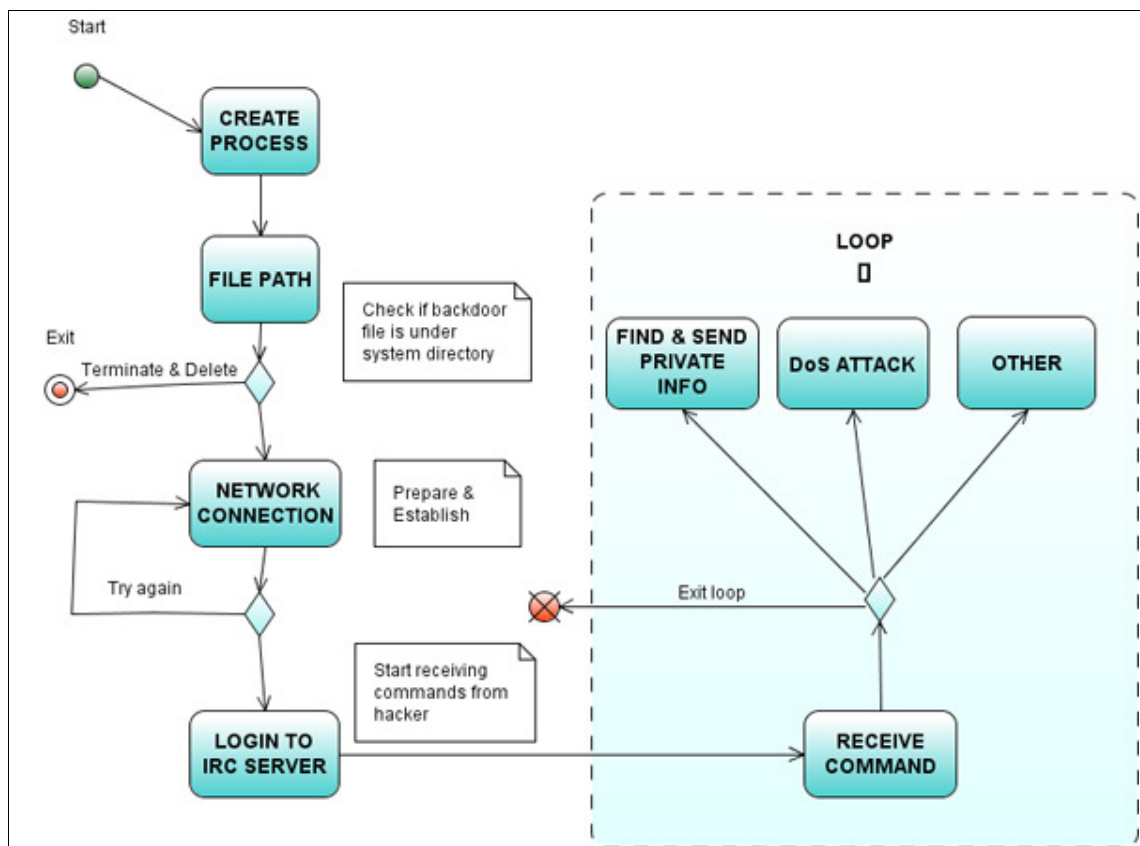 Start
CREATE
PROCESS
FILE PATH
Check if backdoor
file is under
system directory
Exit
Terminate & Delete
NETWORK
CONNECTION
Prepare &
Establish
Try again
Start receiving
commands from
hacker
LOGIN TO
IRC SERVER
LOOP
[]
FIND & SEND
PRIVATE
INFO
DoS ATTACK
OTHER
Exit loop
RECEIVE
COMMAND